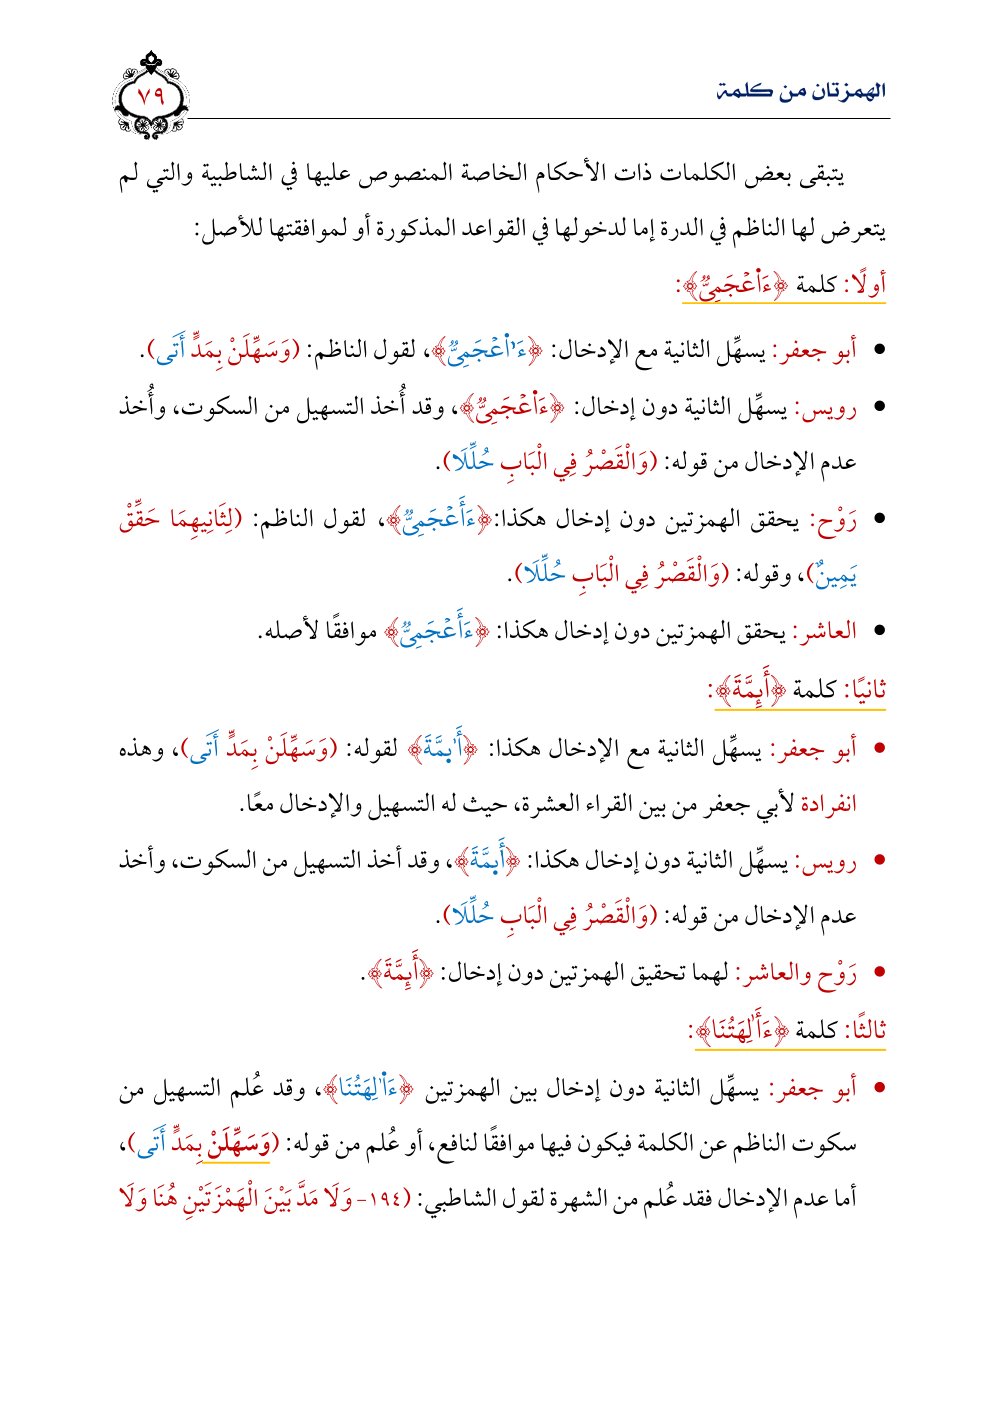 الهمزتان من كلمة
٧٩
يتبقى بعض الكلمات ذات الأحكام الخاصة المنصوص عليها في الشاطبية والتي لم
يتعرض لها الناظم في الدرة إما لدخولها في القواعد المذكورة أو لموافقتها للأصل:
أولًا: كلمة ﴿ءَا۬عۡجَمِيٌّ﴾:
• أبو جعفر: يسهِّل الثانية مع الإدخال: ﴿ءَا۬عۡجَمِيٌّ﴾، لقول الناظم: (وَسَهِّلَنْ بِمَدٍّ أَتَى).
• رويس: يسهِّل الثانية دون إدخال: ﴿ءَا۬عۡجَمِيٌّ﴾، وقد أُخذ التسهيل من السكوت، وأُخذ
عدم الإدخال من قوله: (وَالْقَصْرُ فِي الْبَابِ حُلِّلَا).
• رَوْح: يحقق الهمزتين دون إدخال هكذا:﴿ءَأَعۡجَمِيٌّ﴾، لقول الناظم: (لِثَانِيهِمَا حَقِّقْ
يَمِينٌ)، وقوله: (وَالْقَصْرُ فِي الْبَابِ حُلِّلَا).
• العاشر: يحقق الهمزتين دون إدخال هكذا: ﴿ءَأَعۡجَمِيٌّ﴾ موافقًا لأصله.
ثانيًا: كلمة ﴿أَئِمَّةَ﴾:
• أبو جعفر: يسهِّل الثانية مع الإدخال هكذا: ﴿أَٰى۪مَّةَ﴾ لقوله: (وَسَهِّلَنْ بِمَدٍّ أَتَى)، وهذه
انفرادة لأبي جعفر من بين القراء العشرة، حيث له التسهيل والإدخال معًا.
• رويس: يسهِّل الثانية دون إدخال هكذا: ﴿أَى۪مَّةَ﴾، وقد أخذ التسهيل من السكوت، وأخذ
عدم الإدخال من قوله: (وَالْقَصْرُ فِي الْبَابِ حُلِّلَا).
• رَوْح والعاشر: لهما تحقيق الهمزتين دون إدخال: ﴿أَئِمَّةَ﴾.
ثالثًا: كلمة ﴿ءَأَٰلِهَتُنَا﴾:
• أبو جعفر: يسهِّل الثانية دون إدخال بين الهمزتين ﴿ءَاٰ۬لِهَتُنَا﴾، وقد عُلم التسهيل من
سكوت الناظم عن الكلمة فيكون فيها موافقًا لنافع، أو عُلم من قوله: (وَسَهِّلَنْ بِمَدٍّ أَتَى)،
أما عدم الإدخال فقد عُلم من الشهرة لقول الشاطبي: (١٩٤- وَلَا مَدَّ بَيْنَ الْهَمْزَتَيْنِ هُنَا وَلَا